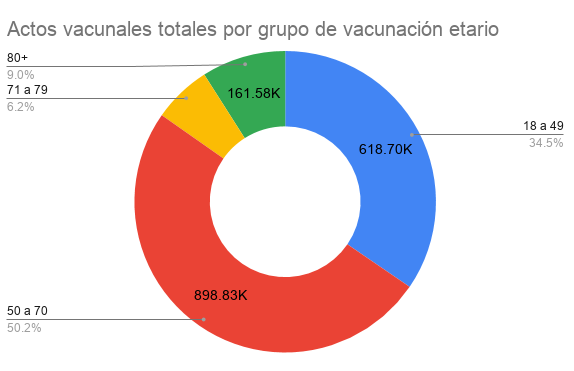 Actos vacunales totales por grupo de vacunación etario
80+
9.0%
71 a 79
6.2%
161.58K
18 a 49
34.5%
618.70K
898.83K
50 a 70
50.2%